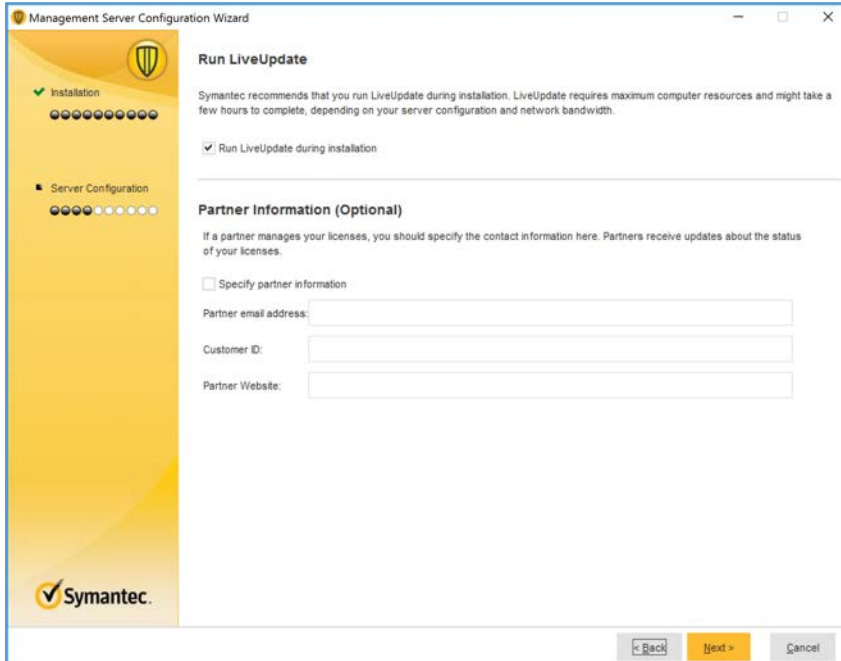 Management Server Configuration Wizard
Run LiveUpdate
Installation
Symantec recommends that you run LiveUpdate during installation. LiveUpdate requires maximum computer resources and might take a
few hours to complete, depending on your server configuration and network bandwidth.
Run LiveUpdate during installation
Server Configuration
Partner Information (Optional)
If a partner manages your licenses, you should specify the contact information here. Partners receive updates about the status
of your licenses.
Specify partner information
Partner email address:
Customer ID:
Partner Website:
Symantec.
< Back Next > Cancel